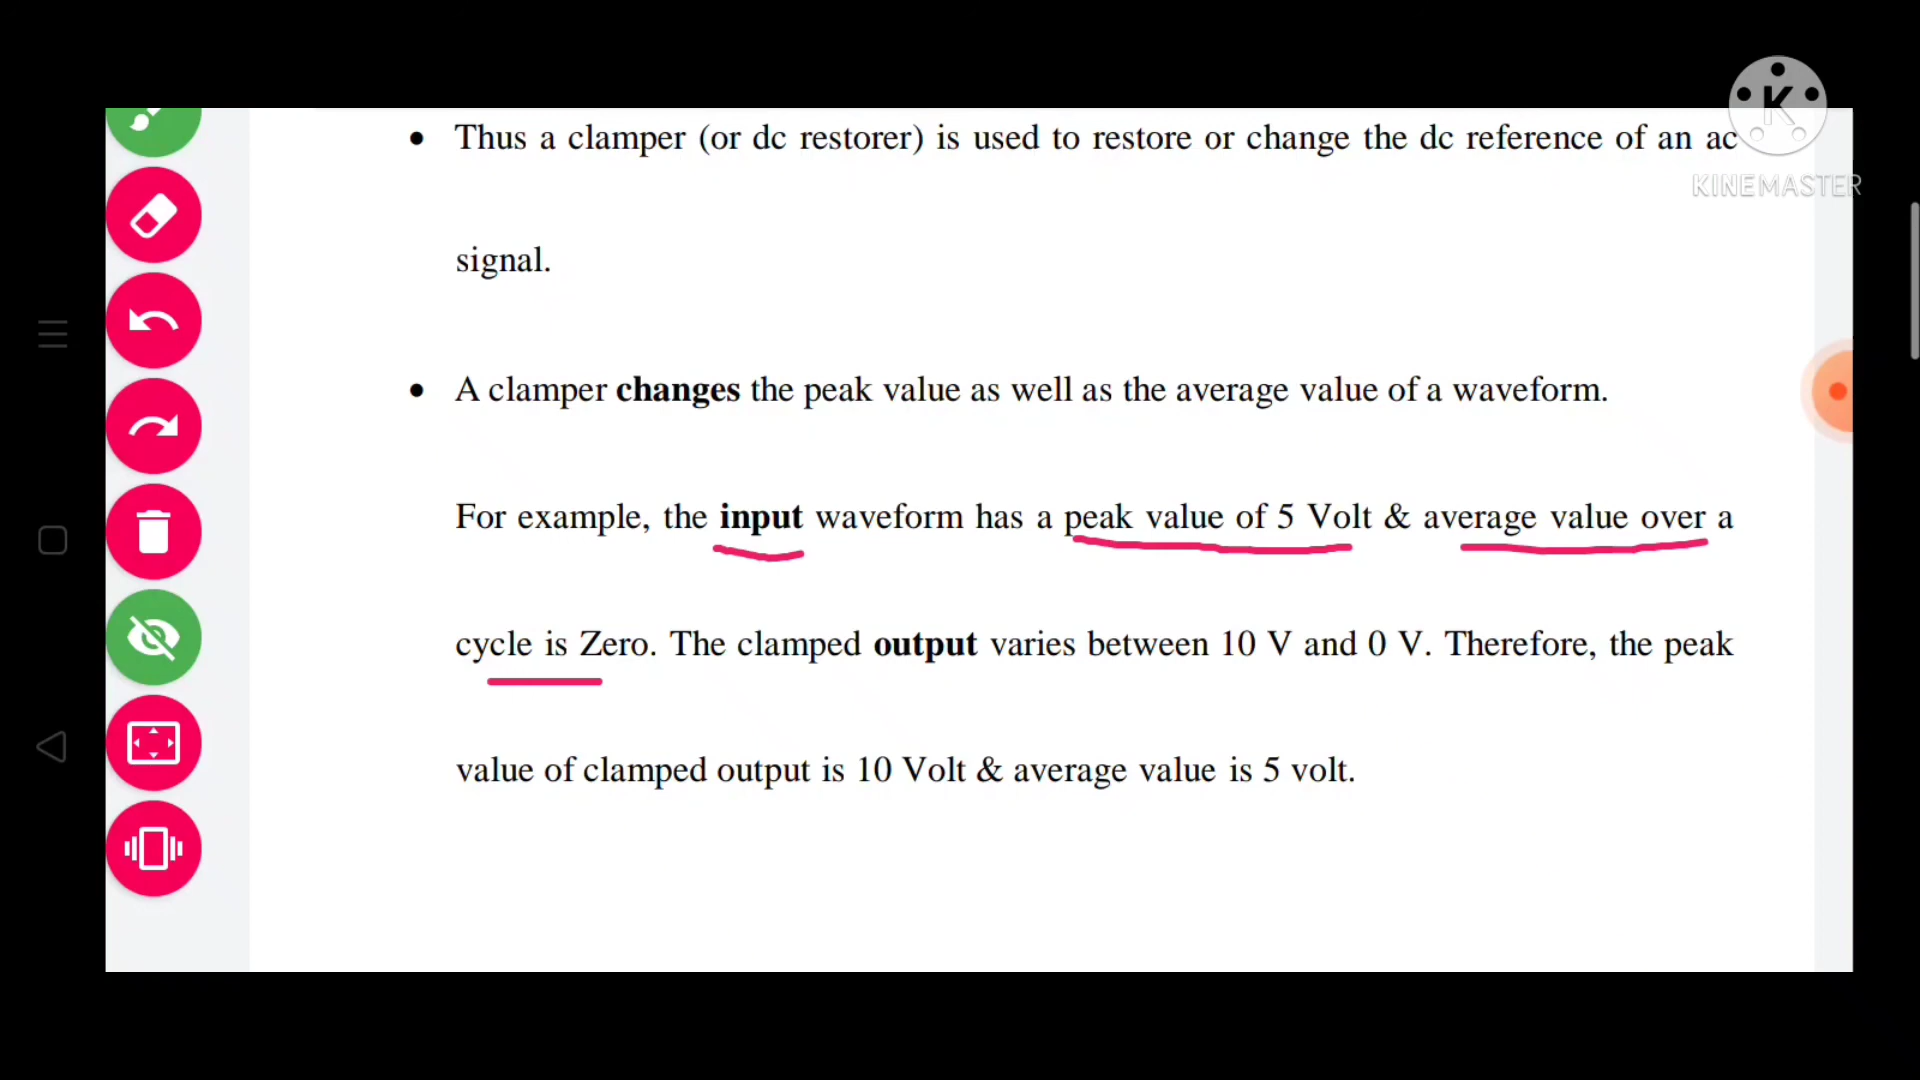 K
KINEMASTER
• Thus a clamper (or dc restorer) is used to restore or change the dc reference of an ac
signal.
• A clamper changes the peak value as well as the average value of a waveform.
For example, the input waveform has a peak value of 5 Volt & average value over a
cycle is Zero. The clamped output varies between 10 V and 0 V. Therefore, the peak
value of clamped output is 10 Volt & average value is 5 volt.